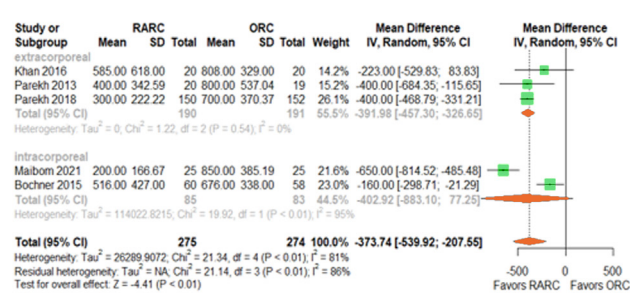 Study or RARC ORC Mean Difference Mean Difference
Subgroup Mean SD Total Mean SD Total Weight IV, Random, 95% CI IV, Random, 95% CI
extracorporeal
Khan 2016 585.00 618.00 20 808.00 329.00 20 14.2% -223.00 [-529.83; 83.83]
Parekh 2013 400.00 342.59 20 800.00 537.04 19 15.2% -400.00 [-684.35; -115.65]
Parekh 2018 300.00 222.22 150 700.00 370.37 152 26.1% -400.00 [-468.79; -331.21]
Total (95% CI) 190 191 55.5% -391.98 [-457.30; -326.65]
Heterogeneity: Tau² = 0; Chi² = 1.22, df = 2 (P = 0.54); I² = 0%
intracorporeal
Maibom 2021 200.00 166.67 25 850.00 385.19 25 21.6% -650.00 [-814.52; -485.48]
Bochner 2015 516.00 427.00 60 676.00 338.00 58 23.0% -160.00 [-298.71; -21.29]
Total (95% CI) 85 83 44.5% -402.92 [-883.10; 77.25]
Heterogeneity: Tau² = 114022.8215; Chi² = 19.92, df = 1 (P < 0.01); I² = 95%
Total (95% CI) 275 274 100.0% -373.74 [-539.92; -207.55]
Heterogeneity: Tau² = 26289.9072; Chi² = 21.34, df = 4 (P < 0.01); I² = 81%
Residual heterogeneity: Tau² = NA; Chi² = 21.14, df = 3 (P < 0.01); I² = 86%
Test for overall effect: Z = -4.41 (P < 0.01)
-500 0 500
Favors RARC Favors ORC